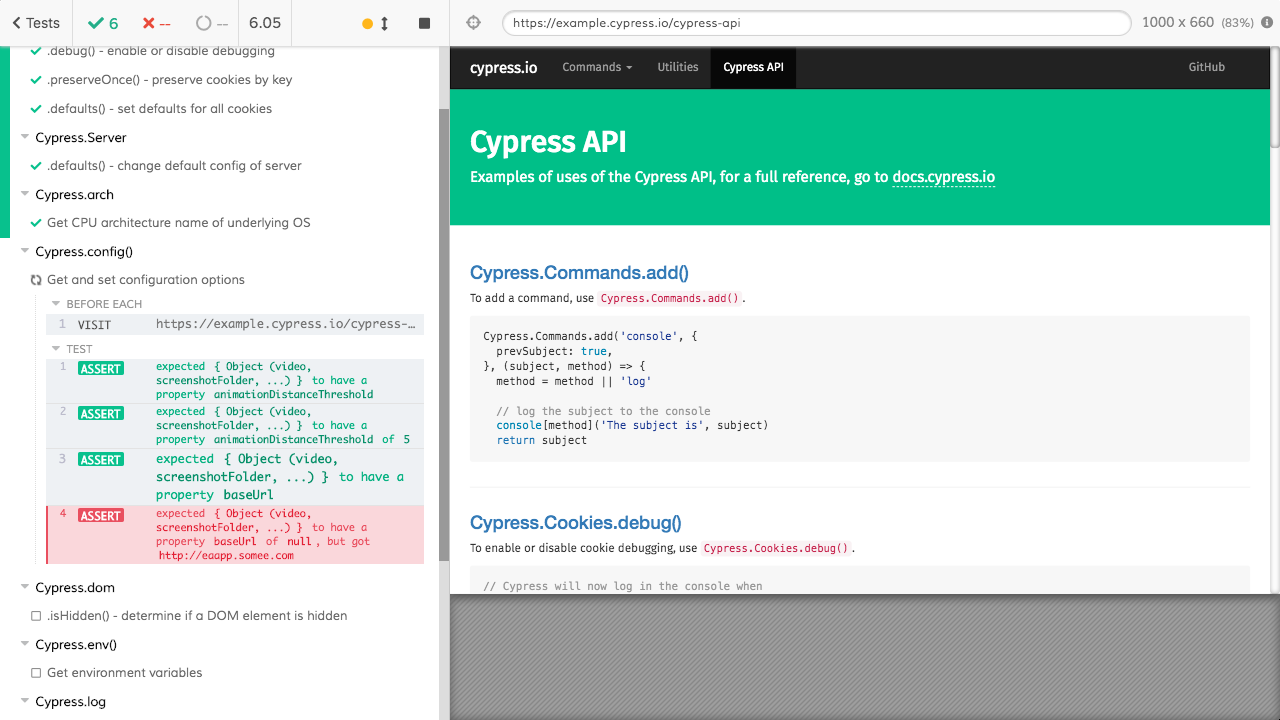 Tests
6
--
--
6.05
https://example.cypress.io/cypress-api
1000 x 660 (83%)
.debug() - enable or disable debugging
.preserveOnce() - preserve cookies by key
.defaults() - set defaults for all cookies
Cypress.Server
.defaults() - change default config of server
Cypress.arch
Get CPU architecture name of underlying OS
Cypress.config()
Get and set configuration options
BEFORE EACH
1 VISIT https://example.cypress.io/cypress-…
TEST
1 ASSERT expected { Object (video,
screenshotFolder, ...) } to have a
property animationDistanceThreshold
2 ASSERT expected { Object (video,
screenshotFolder, ...) } to have a
property animationDistanceThreshold of 5
3 ASSERT expected { Object (video,
screenshotFolder, ...) } to have a
property baseUrl
4 ASSERT expected { Object (video,
screenshotFolder, ...) } to have a
property baseUrl of null, but got
http://eaapp.somee.com
Cypress.dom
.isHidden() - determine if a DOM element is hidden
Cypress.env()
Get environment variables
Cypress.log
cypress.io Commands Utilities Cypress API GitHub
Cypress API
Examples of uses of the Cypress API, for a full reference, go to docs.cypress.io
Cypress.Commands.add()
To add a command, use Cypress.Commands.add().
Cypress.Commands.add('console', {
prevSubject: true,
}, (subject, method) => {
method = method || 'log'
// log the subject to the console
console[method]('The subject is', subject)
return subject
Cypress.Cookies.debug()
To enable or disable cookie debugging, use Cypress.Cookies.debug().
// Cypress will now log in the console when